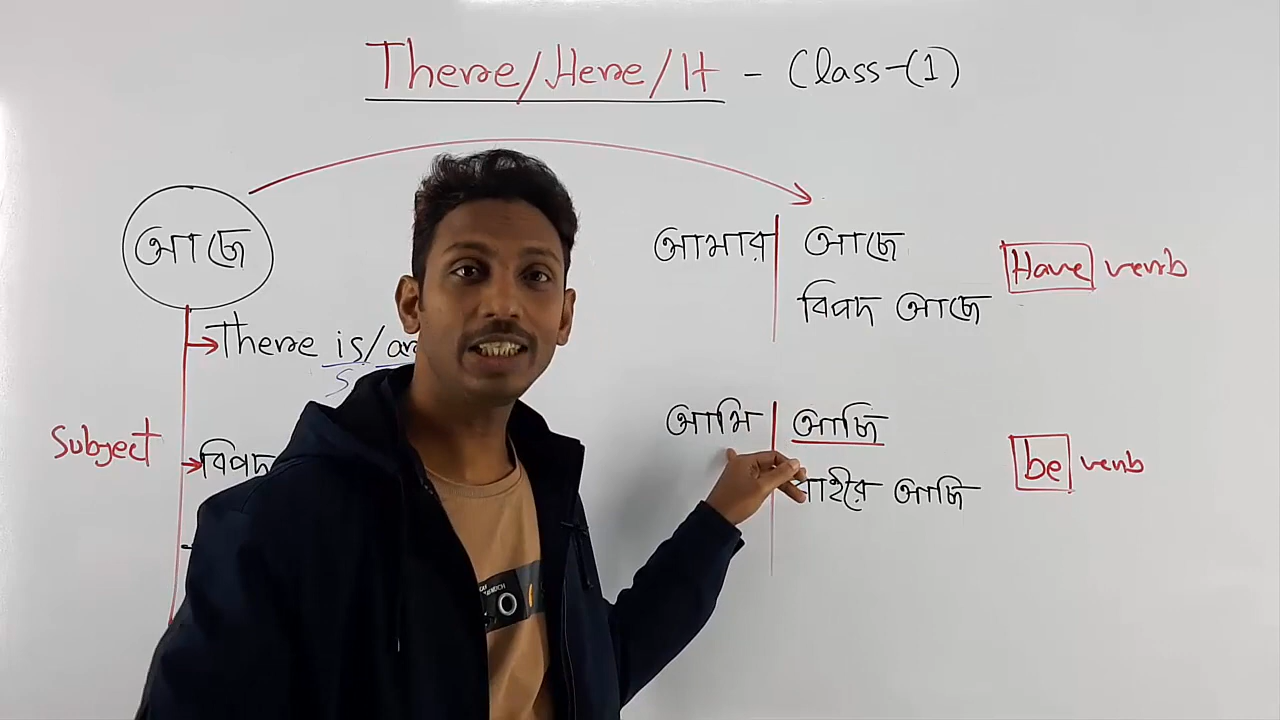 There/Here/It - Class-(1)
আছে
There is/
S
Subject
বিপদ
আমার | আছে
বিপদ আছে
Have verb
আমি | আছি
বাইরে আছি
be verb